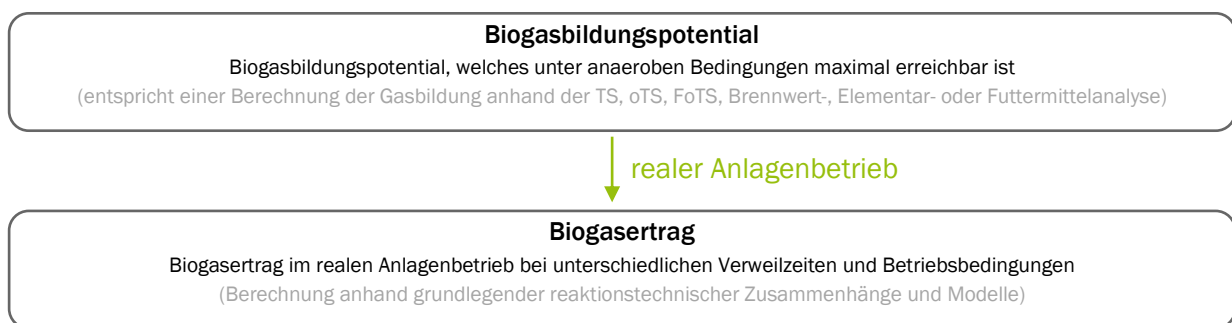 Biogasbildungspotential
Biogasbildungspotential, welches unter anaeroben Bedingungen maximal erreichbar ist
(entspricht einer Berechnung der Gasbildung anhand der TS, oTS, FoTS, Brennwert-, Elementar- oder Futtermittelanalyse)
realer Anlagenbetrieb
Biogasertrag
Biogasertrag im realen Anlagenbetrieb bei unterschiedlichen Verweilzeiten und Betriebsbedingungen
(Berechnung anhand grundlegender reaktionstechnischer Zusammenhänge und Modelle)